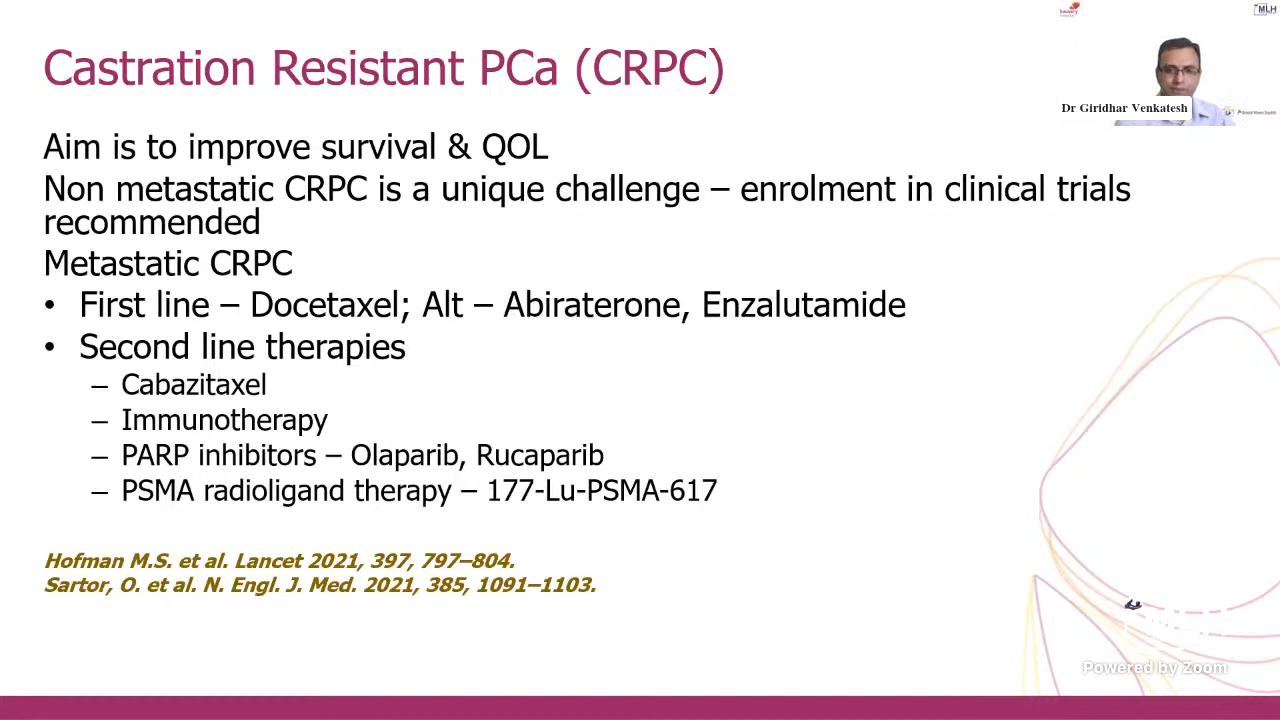 Castration Resistant PCa (CRPC)
MLH
Dr Giridhar Venkatesh
Aim is to improve survival & QOL
Non metastatic CRPC is a unique challenge – enrolment in clinical trials
recommended
Metastatic CRPC
• First line – Docetaxel; Alt – Abiraterone, Enzalutamide
• Second line therapies
– Cabazitaxel
– Immunotherapy
– PARP inhibitors – Olaparib, Rucaparib
– PSMA radioligand therapy – 177-Lu-PSMA-617
Hofman M.S. et al. Lancet 2021, 397, 797–804.
Sartor, O. et al. N. Engl. J. Med. 2021, 385, 1091–1103.
Powered by Zoom